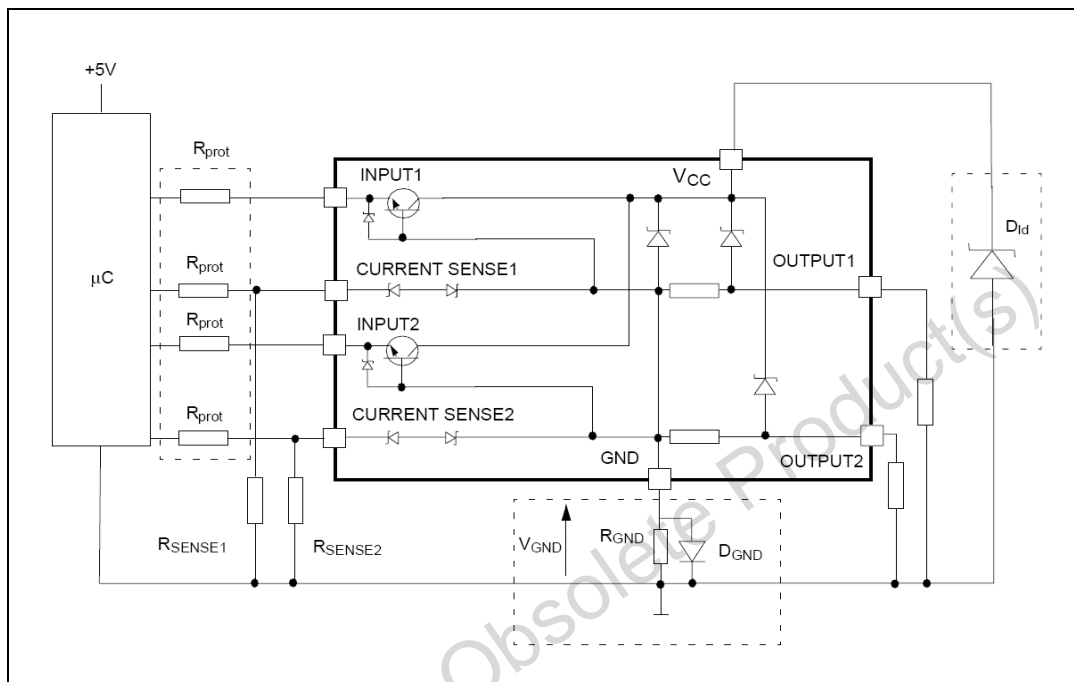 +5V
μC
Rprot
Rprot
Rprot
Rprot
INPUT1
CURRENT SENSE1
INPUT2
CURRENT SENSE2
VCC
OUTPUT1
OUTPUT2
GND
Dld
RSENSE1
RSENSE2
VGND
RGND
DGND
Obsolete Product(s)